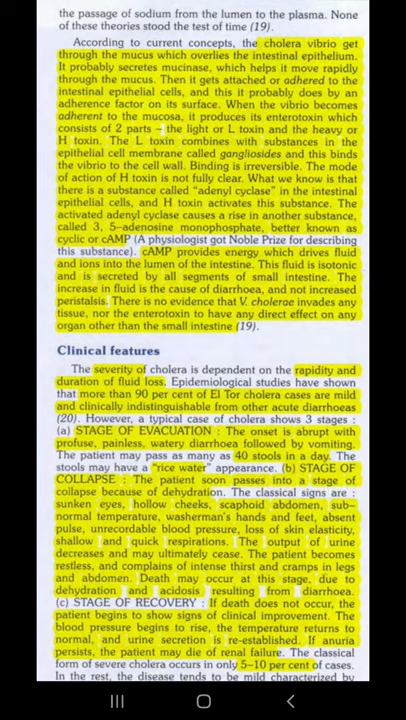 the passage of sodium from the lumen to the plasma. None
of these theories stood the test of time (19).
According to current concepts, the cholera vibrio get
through the mucus which overlies the intestinal epithelium.
It probably secretes mucinase, which helps it move rapidly
through the mucus. Then it gets attached or adhered to the
intestinal epithelial cells, and this it probably does by an
adherence factor on its surface. When the vibrio becomes
adherent to the mucosa, it produces its enterotoxin which
consists of 2 parts – the light or L toxin and the heavy or
H toxin. The L toxin combines with substances in the
epithelial cell membrane called gangliosides and this binds
the vibrio to the cell wall. Binding is irreversible. The mode
of action of H toxin is not fully clear. What we know is that
there is a substance called "adenyl cyclase" in the intestinal
epithelial cells, and H toxin activates this substance. The
activated adenyl cyclase causes a rise in another substance,
called 3, 5-adenosine monophosphate, better known as
cyclic or cAMP (A physiologist got Noble Prize for describing
this substance). cAMP provides energy which drives fluid
and ions into the lumen of the intestine. This fluid is isotonic
and is secreted by all segments of small intestine. The
increase in fluid is the cause of diarrhoea, and not increased
peristalsis. There is no evidence that V. cholerae invades any
tissue, nor the enterotoxin to have any direct effect on any
organ other than the small intestine (19).
Clinical features
The severity of cholera is dependent on the rapidity and
duration of fluid loss. Epidemiological studies have shown
that more than 90 per cent of El Tor cholera cases are mild
and clinically indistinguishable from other acute diarrhoeas
(20). However, a typical case of cholera shows 3 stages :
(a) STAGE OF EVACUATION : The onset is abrupt with
profuse, painless, watery diarrhoea followed by vomiting.
The patient may pass as many as 40 stools in a day. The
stools may have a "rice water" appearance. (b) STAGE OF
COLLAPSE : The patient soon passes into a stage of
collapse because of dehydration. The classical signs are :
sunken eyes, hollow cheeks, scaphoid abdomen, sub-
normal temperature, washerman's hands and feet, absent
pulse, unrecordable blood pressure, loss of skin elasticity,
shallow and quick respirations. The output of urine
decreases and may ultimately cease. The patient becomes
restless, and complains of intense thirst and cramps in legs
and abdomen. Death may occur at this stage, due to
dehydration and acidosis resulting from diarrhoea.
(c) STAGE OF RECOVERY : If death does not occur, the
patient begins to show signs of clinical improvement. The
blood pressure begins to rise, the temperature returns to
normal, and urine secretion is re-established. If anuria
persists, the patient may die of renal failure. The classical
form of severe cholera occurs in only 5–10 per cent of cases.
In the rest, the disease tends to be mild characterized by